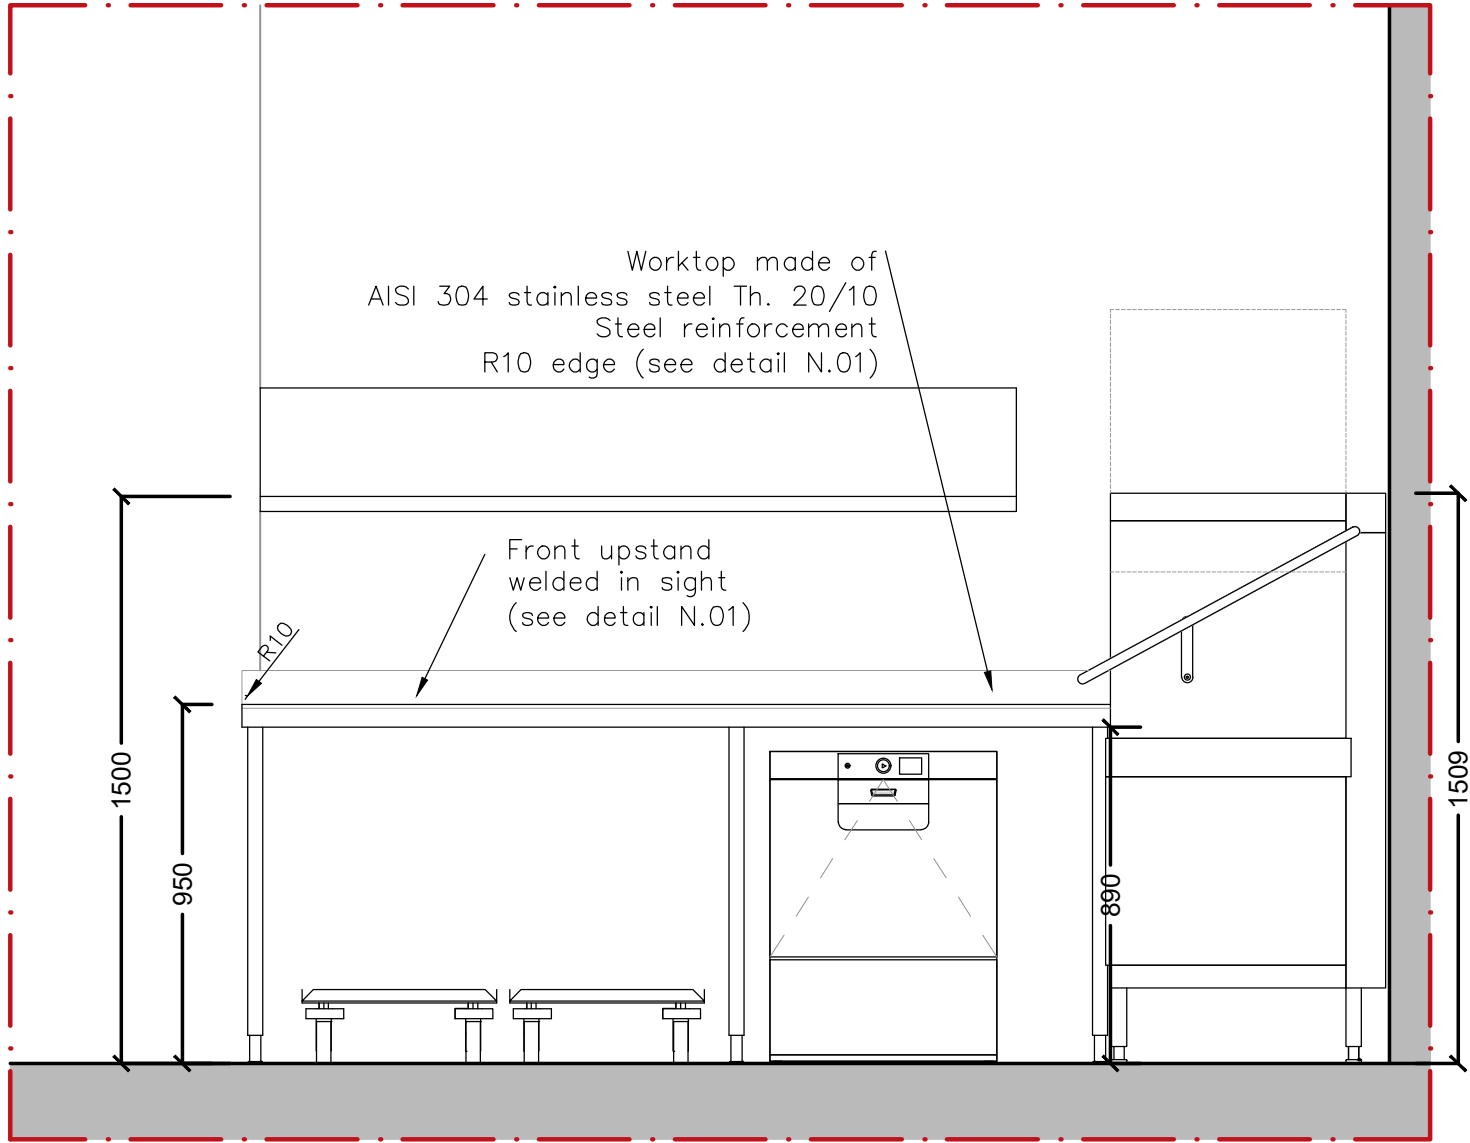 Worktop made of
AISI 304 stainless steel Th. 20/10
Steel reinforcement
R10 edge (see detail N.01)
Front upstand
welded in sight
(see detail N.01)
R10
1500
950
890
1509